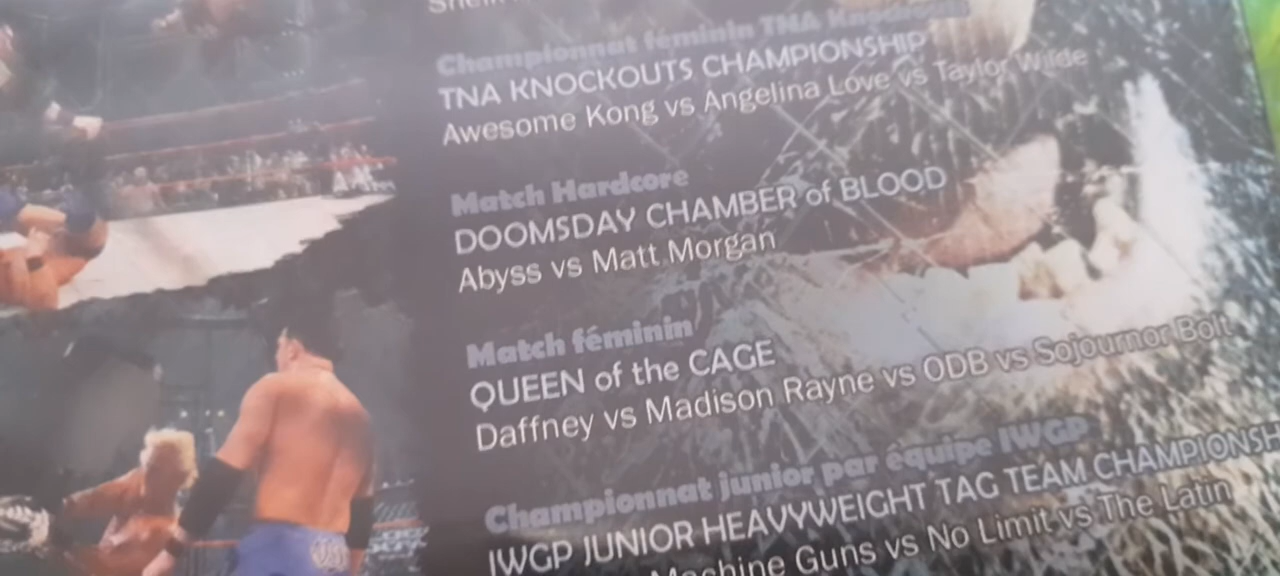 Championnat féminin TNA Knockouts
TNA KNOCKOUTS CHAMPIONSHIP
Awesome Kong vs Angelina Love vs Taylor Wilde
Match Hardcore
DOOMSDAY CHAMBER of BLOOD
Abyss vs Matt Morgan
Match féminin
QUEEN of the CAGE
Daffney vs Madison Rayne vs ODB vs Sojournor Bolt
Championnat junior par équipe IWGP
IWGP JUNIOR HEAVYWEIGHT TAG TEAM CHAMPIONSH
Machine Guns vs No Limit vs The Latin